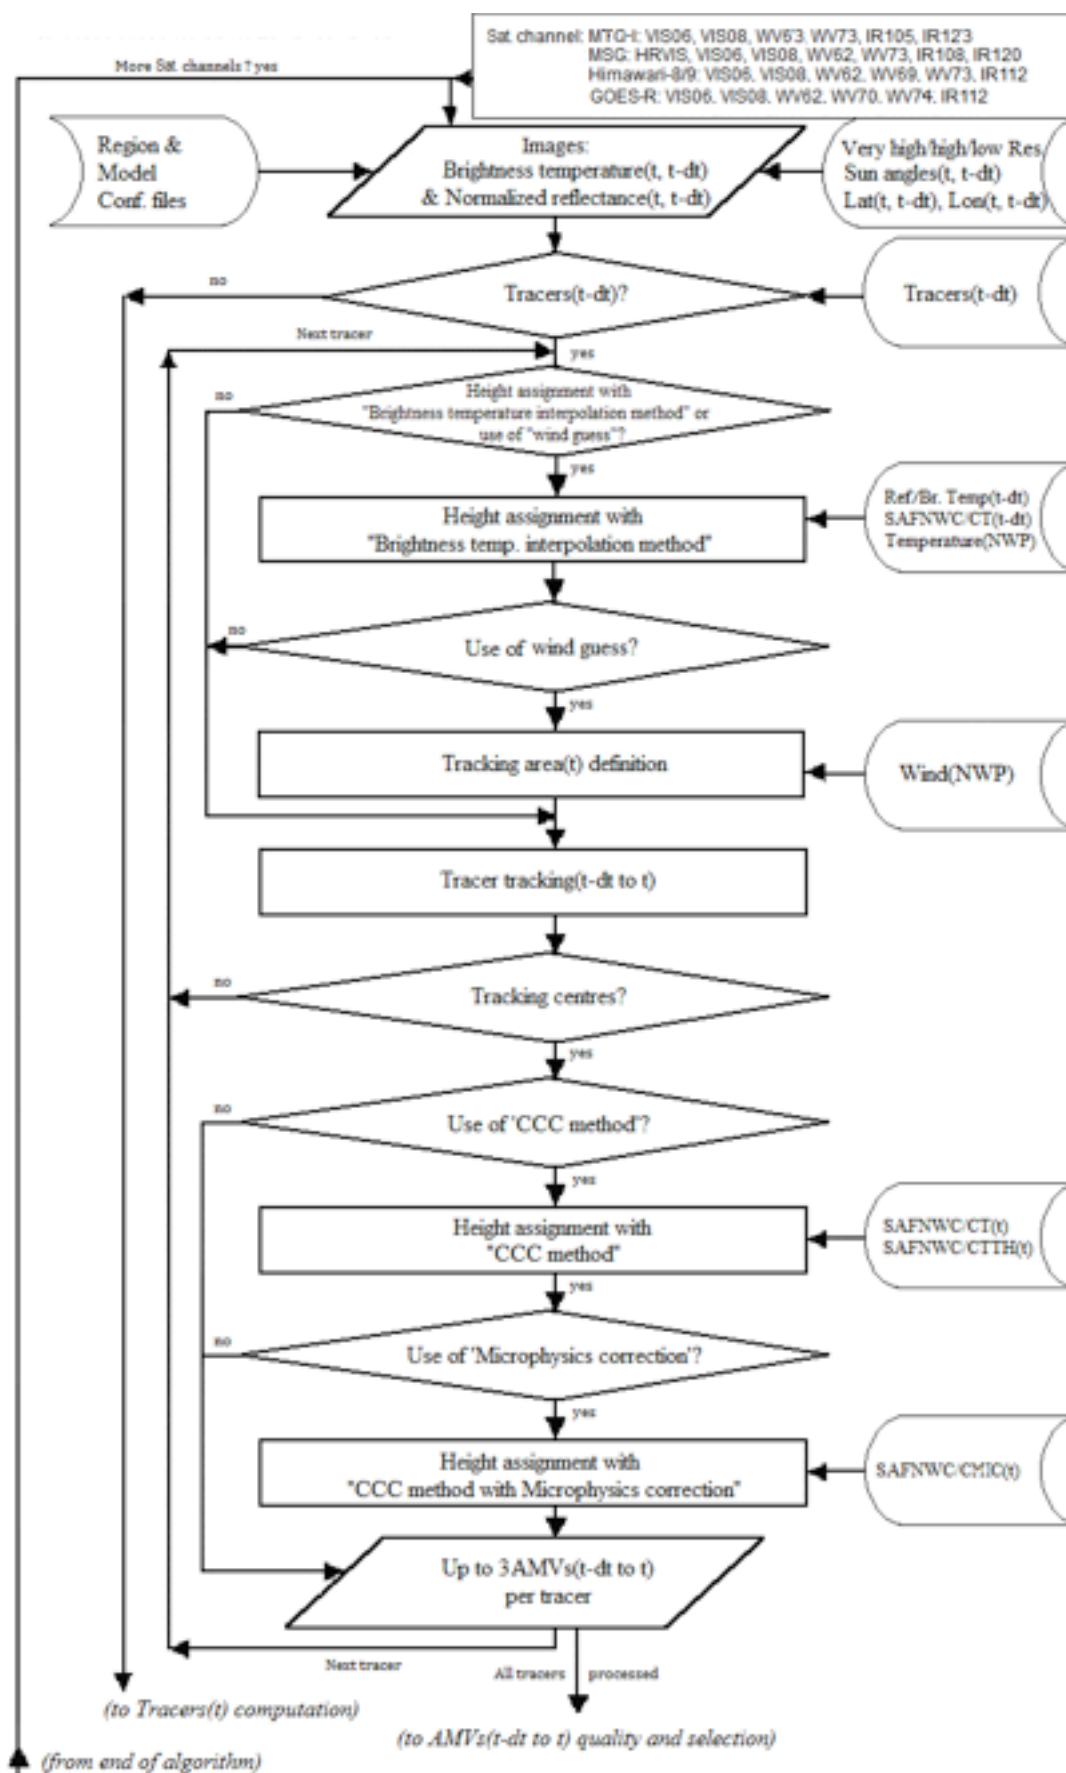 Sat. channel: MTG-I: VIS06, VIS08, WV63, WV73, IR105, IR123
MSG: HRVIS, VIS06, VIS08, WV62, WV73, IR108, IR120
Himawari-8/9: VIS06, VIS08, WV62, WV69, WV73, IR112
GOES-R: VIS06, VIS08, WV62, WV70, WV74, IR112
More Sat. channels ? yes
Region &
Model
Conf. files
Images:
Brightness temperature(t, t-dt)
& Normalized reflectance(t, t-dt)
Very high/high/low Res.
Sun angles(t, t-dt)
Lat(t, t-dt), Lon(t, t-dt)
no
Tracers(t-dt)?
Tracers(t-dt)
Next tracer
yes
no
Height assignment with
"Brightness temperature interpolation method" or
use of "wind guess"?
yes
Height assignment with
"Brightness temp. interpolation method"
Ref/Br. Temp(t-dt)
SAFNWC/CT(t-dt)
Temperature(NWP)
no
Use of wind guess?
yes
Tracking area(t) definition
Wind(NWP)
Tracer tracking(t-dt to t)
no
Tracking centres?
yes
no
Use of 'CCC method'?
yes
Height assignment with
"CCC method"
SAFNWC/CT(t)
SAFNWC/CTTH(t)
yes
no
Use of 'Microphysics correction'?
yes
Height assignment with
"CCC method with Microphysics correction"
SAFNWC/CMIC(t)
Up to 3AMVs(t-dt to t)
per tracer
Next tracer
All tracers processed
(to Tracers(t) computation)
(to AMVs(t-dt to t) quality and selection)
(from end of algorithm)